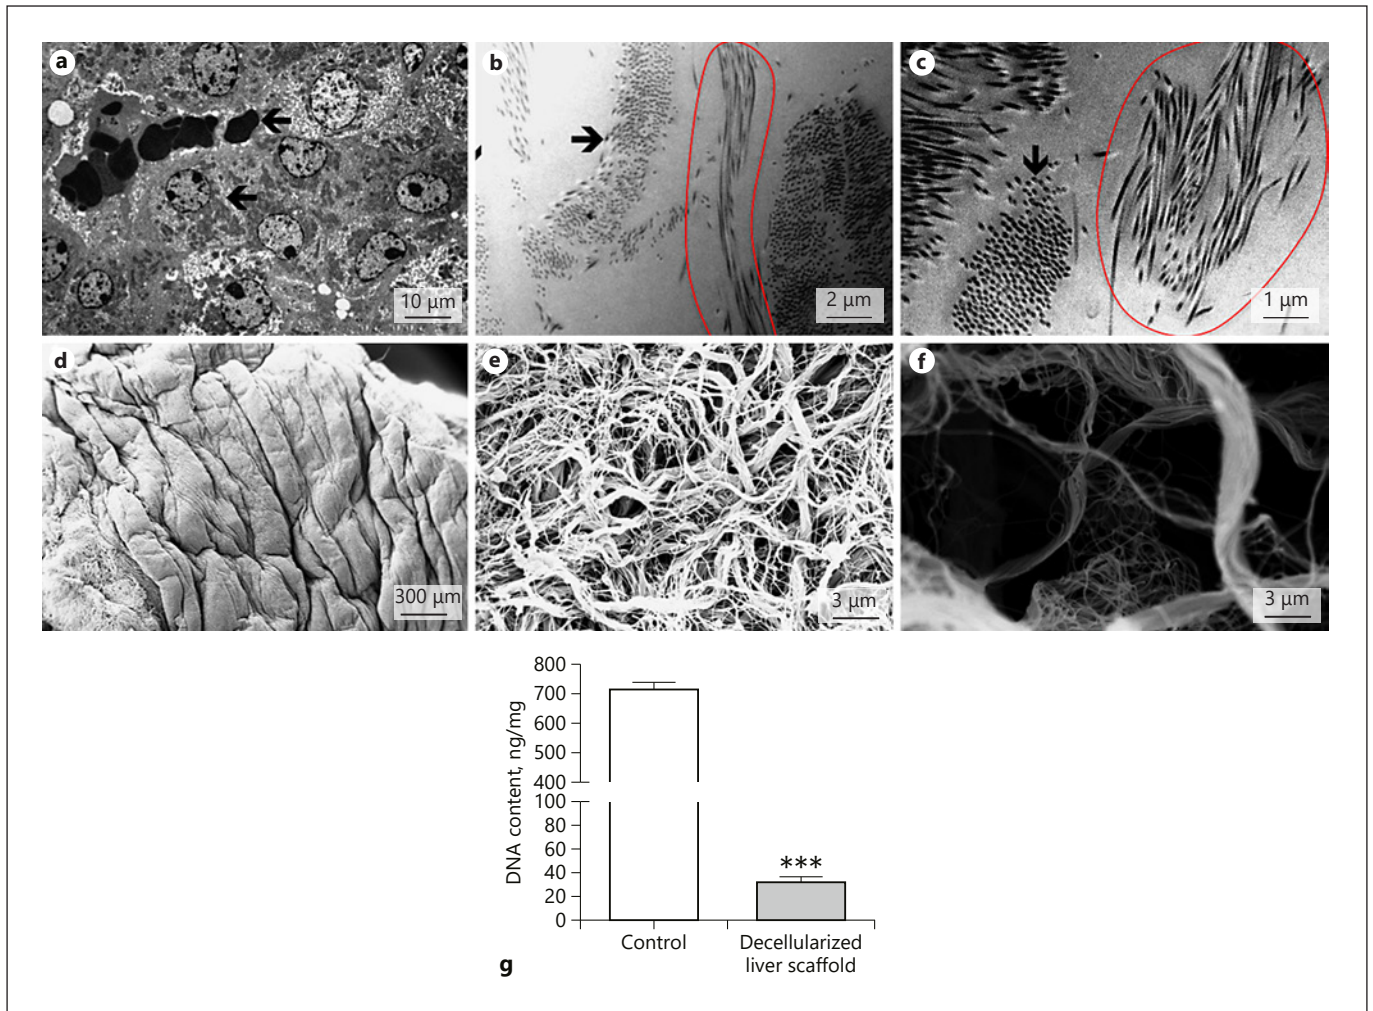 a
b
c
10 µm
2 µm
1 µm
d
e
f
300 µm
3 µm
3 µm
800
700
600
500
400
100
80
60
40
20
0
DNA content, ng/mg
***
Control
Decellularized
liver scaffold
g